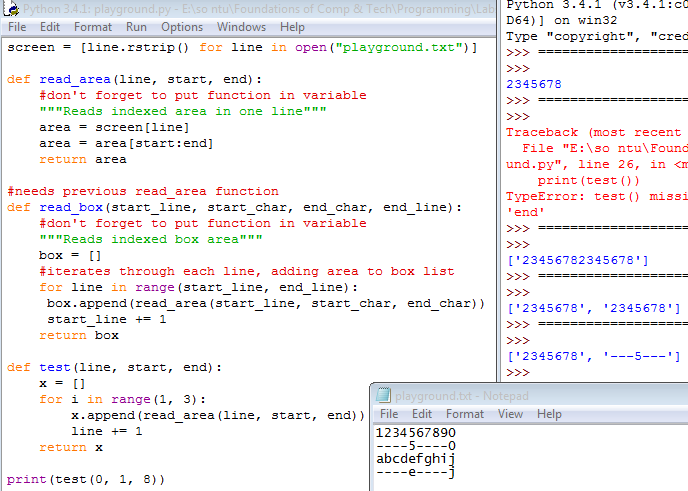 Python 3.4.1: playground.py - E:\so ntu\Foundations of Comp & Tech\Programming\Lab
File Edit Format Run Options Windows Help
screen = [line.rstrip() for line in open("playground.txt")]
def read_area(line, start, end):
#don't forget to put function in variable
"""Reads indexed area in one line"""
area = screen[line]
area = area[start:end]
return area
#needs previous read_area function
def read_box(start_line, start_char, end_char, end_line):
#don't forget to put function in variable
"""Reads indexed box area"""
box = []
#iterates through each line, adding area to box list
for line in range(start_line, end_line):
box.append(read_area(start_line, start_char, end_char))
start_line += 1
return box
def test(line, start, end):
x = []
for i in range(1, 3):
x.append(read_area(line, start, end))
line += 1
return x
print(test(0, 1, 8))
Python 3.4.1 (v3.4.1:c0
D64)] on win32
Type "copyright", "cred
>>> ================
>>>
2345678
>>> ================
>>>
Traceback (most recent
File "E:\so ntu\Found
und.py", line 26, in <m
print(test())
TypeError: test() missi
'end'
>>> ================
>>>
['23456782345678']
>>> ================
>>>
['2345678', '2345678']
>>> ================
>>>
['2345678', '---5---']
>>>
playground.txt - Notepad
File Edit Format View Help
1234567890
----5----0
abcdefghij
----e----j